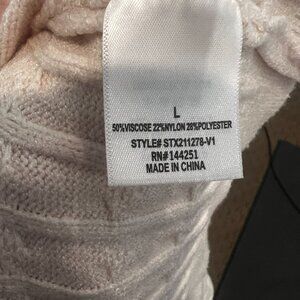 L
50%VISCOSE 22%NYLON 28%POLYESTER
STYLE# STX211278-V1
RN# 144251
MADE IN CHINA